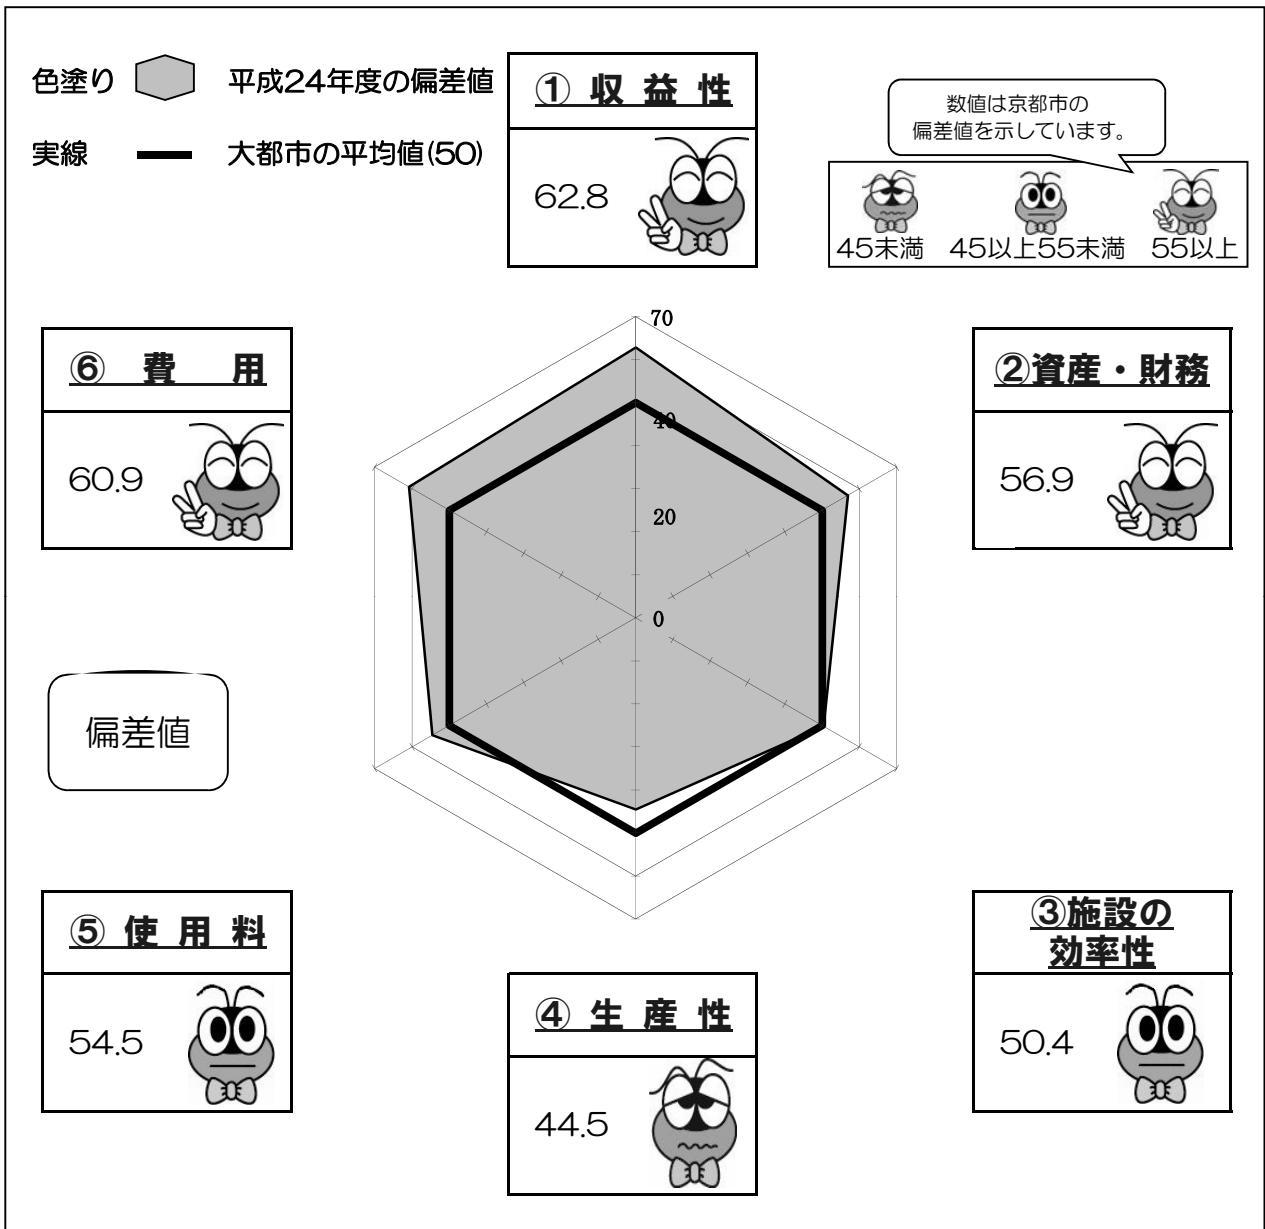 色塗り 平成24年度の偏差値
実線 大都市の平均値(50)
① 収 益 性
62.8
数値は京都市の
偏差値を示しています。
45未満 45以上55未満 55以上
⑥ 費 用
60.9
②資産・財務
56.9
70
40
20
0
偏差値
⑤ 使 用 料
54.5
④ 生 産 性
44.5
③施設の
効率性
50.4